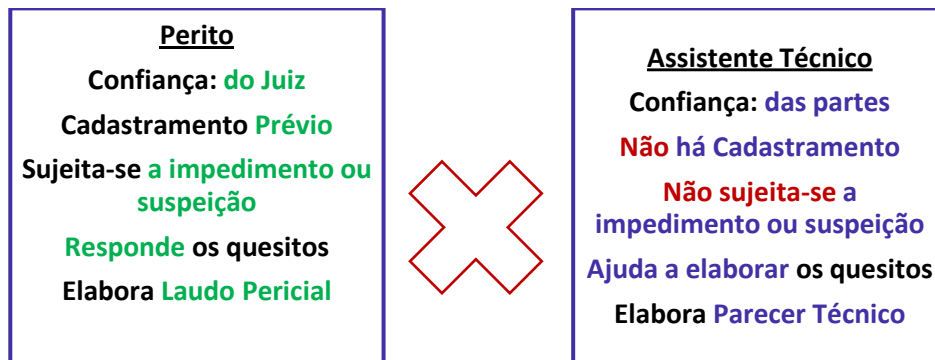 Perito
Confiança: do Juiz
Cadastramento Prévio
Sujeita-se a impedimento ou
suspeição
Responde os quesitos
Elabora Laudo Pericial
Assistente Técnico
Confiança: das partes
Não há Cadastramento
Não sujeita-se a
impedimento ou suspeição
Ajuda a elaborar os quesitos
Elabora Parecer Técnico